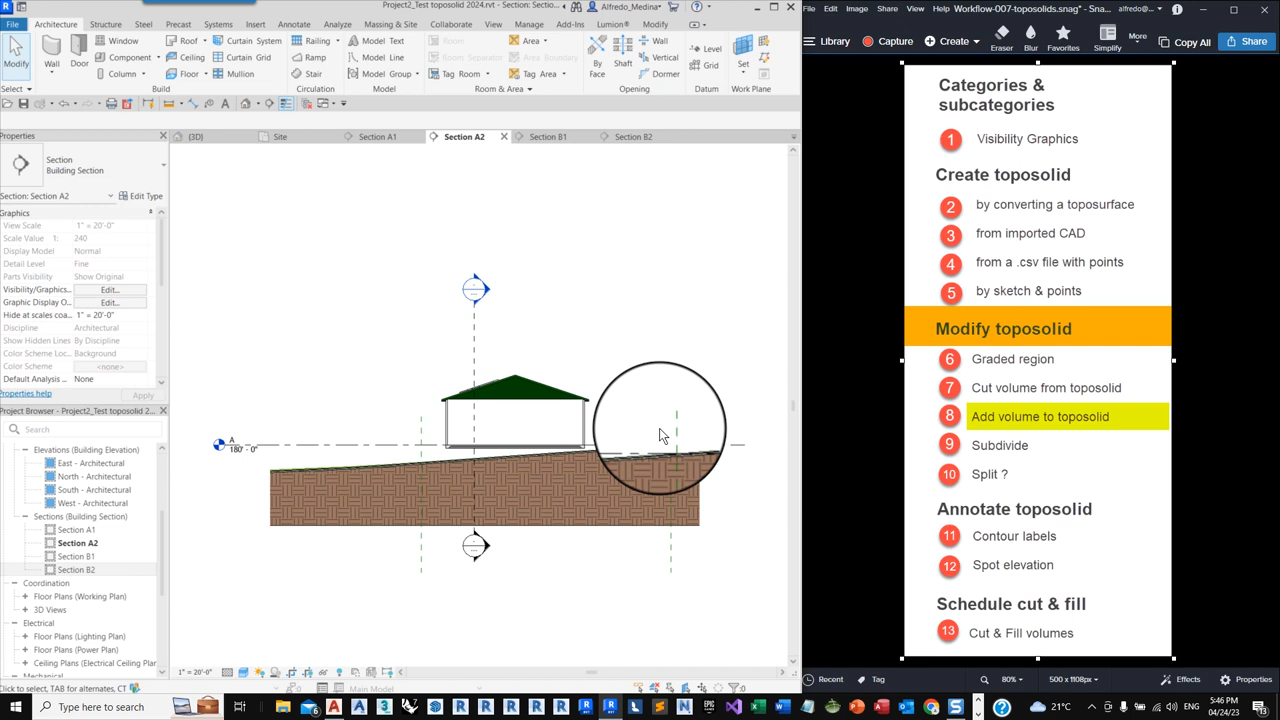 Project2_Test toposolid 2024.rvt - Section: Section...
Alfredo_Medina
File
Architecture
Structure
Steel
Precast
Systems
Insert
Annotate
Analyze
Massing & Site
Collaborate
View
Manage
Add-Ins
Lumion®
Modify
Modify
Wall
Door
Window
Component
Column
Roof
Ceiling
Floor
Curtain System
Curtain Grid
Mullion
Railing
Ramp
Stair
Model Text
Model Line
Model Group
Room
Room Separator
Tag Room
Area
Area Boundary
Tag Area
By
Face
Shaft
Wall
Vertical
Dormer
Level
Grid
Set
Select
Build
Circulation
Model
Room & Area
Opening
Datum
Work Plane
Properties
{3D}
Site
Section A1
Section A2
Section B1
Section B2
Section
Building Section
Section: Section A2
Edit Type
Graphics
View Scale 1" = 20'-0"
Scale Value 1: 240
Display Model Normal
Detail Level Fine
Parts Visibility Show Original
Visibility/Graphics... Edit...
Graphic Display O... Edit...
Hide at scales coa... 1" = 20'-0"
Discipline Architectural
Show Hidden Lines By Discipline
Color Scheme Loc... Background
Color Scheme <none>
Default Analysis ... None
Properties help
Apply
Project Browser - Project2_Test toposolid 2...
Search
Elevations (Building Elevation)
East - Architectural
North - Architectural
South - Architectural
West - Architectural
Sections (Building Section)
Section A1
Section A2
Section B1
Section B2
Coordination
Floor Plans (Working Plan)
3D Views
Electrical
Floor Plans (Lighting Plan)
Floor Plans (Power Plan)
Ceiling Plans (Electrical Ceiling Plan
Mechanical
A
180' - 0"
1" = 20'-0"
Click to select, TAB for alternates, CT
:0
Main Model
:0
Workflow-007-toposolids.snag* - Sna...
alfredo...
File
Edit
Image
Share
Window
Help
Library
Capture
Create
Eraser
Blur
Favorites
Simplify
More
Copy All
Share
Categories &
subcategories
1 Visibility Graphics
Create toposolid
2 by converting a toposurface
3 from imported CAD
4 from a .csv file with points
5 by sketch & points
Modify toposolid
6 Graded region
7 Cut volume from toposolid
8 Add volume to toposolid
9 Subdivide
10 Split ?
Annotate toposolid
11 Contour labels
12 Spot elevation
Schedule cut & fill
13 Cut & Fill volumes
Recent
Tag
80%
500 x 1108px
Effects
Properties
Type here to search
21°C
5:46 PM
04/24/23